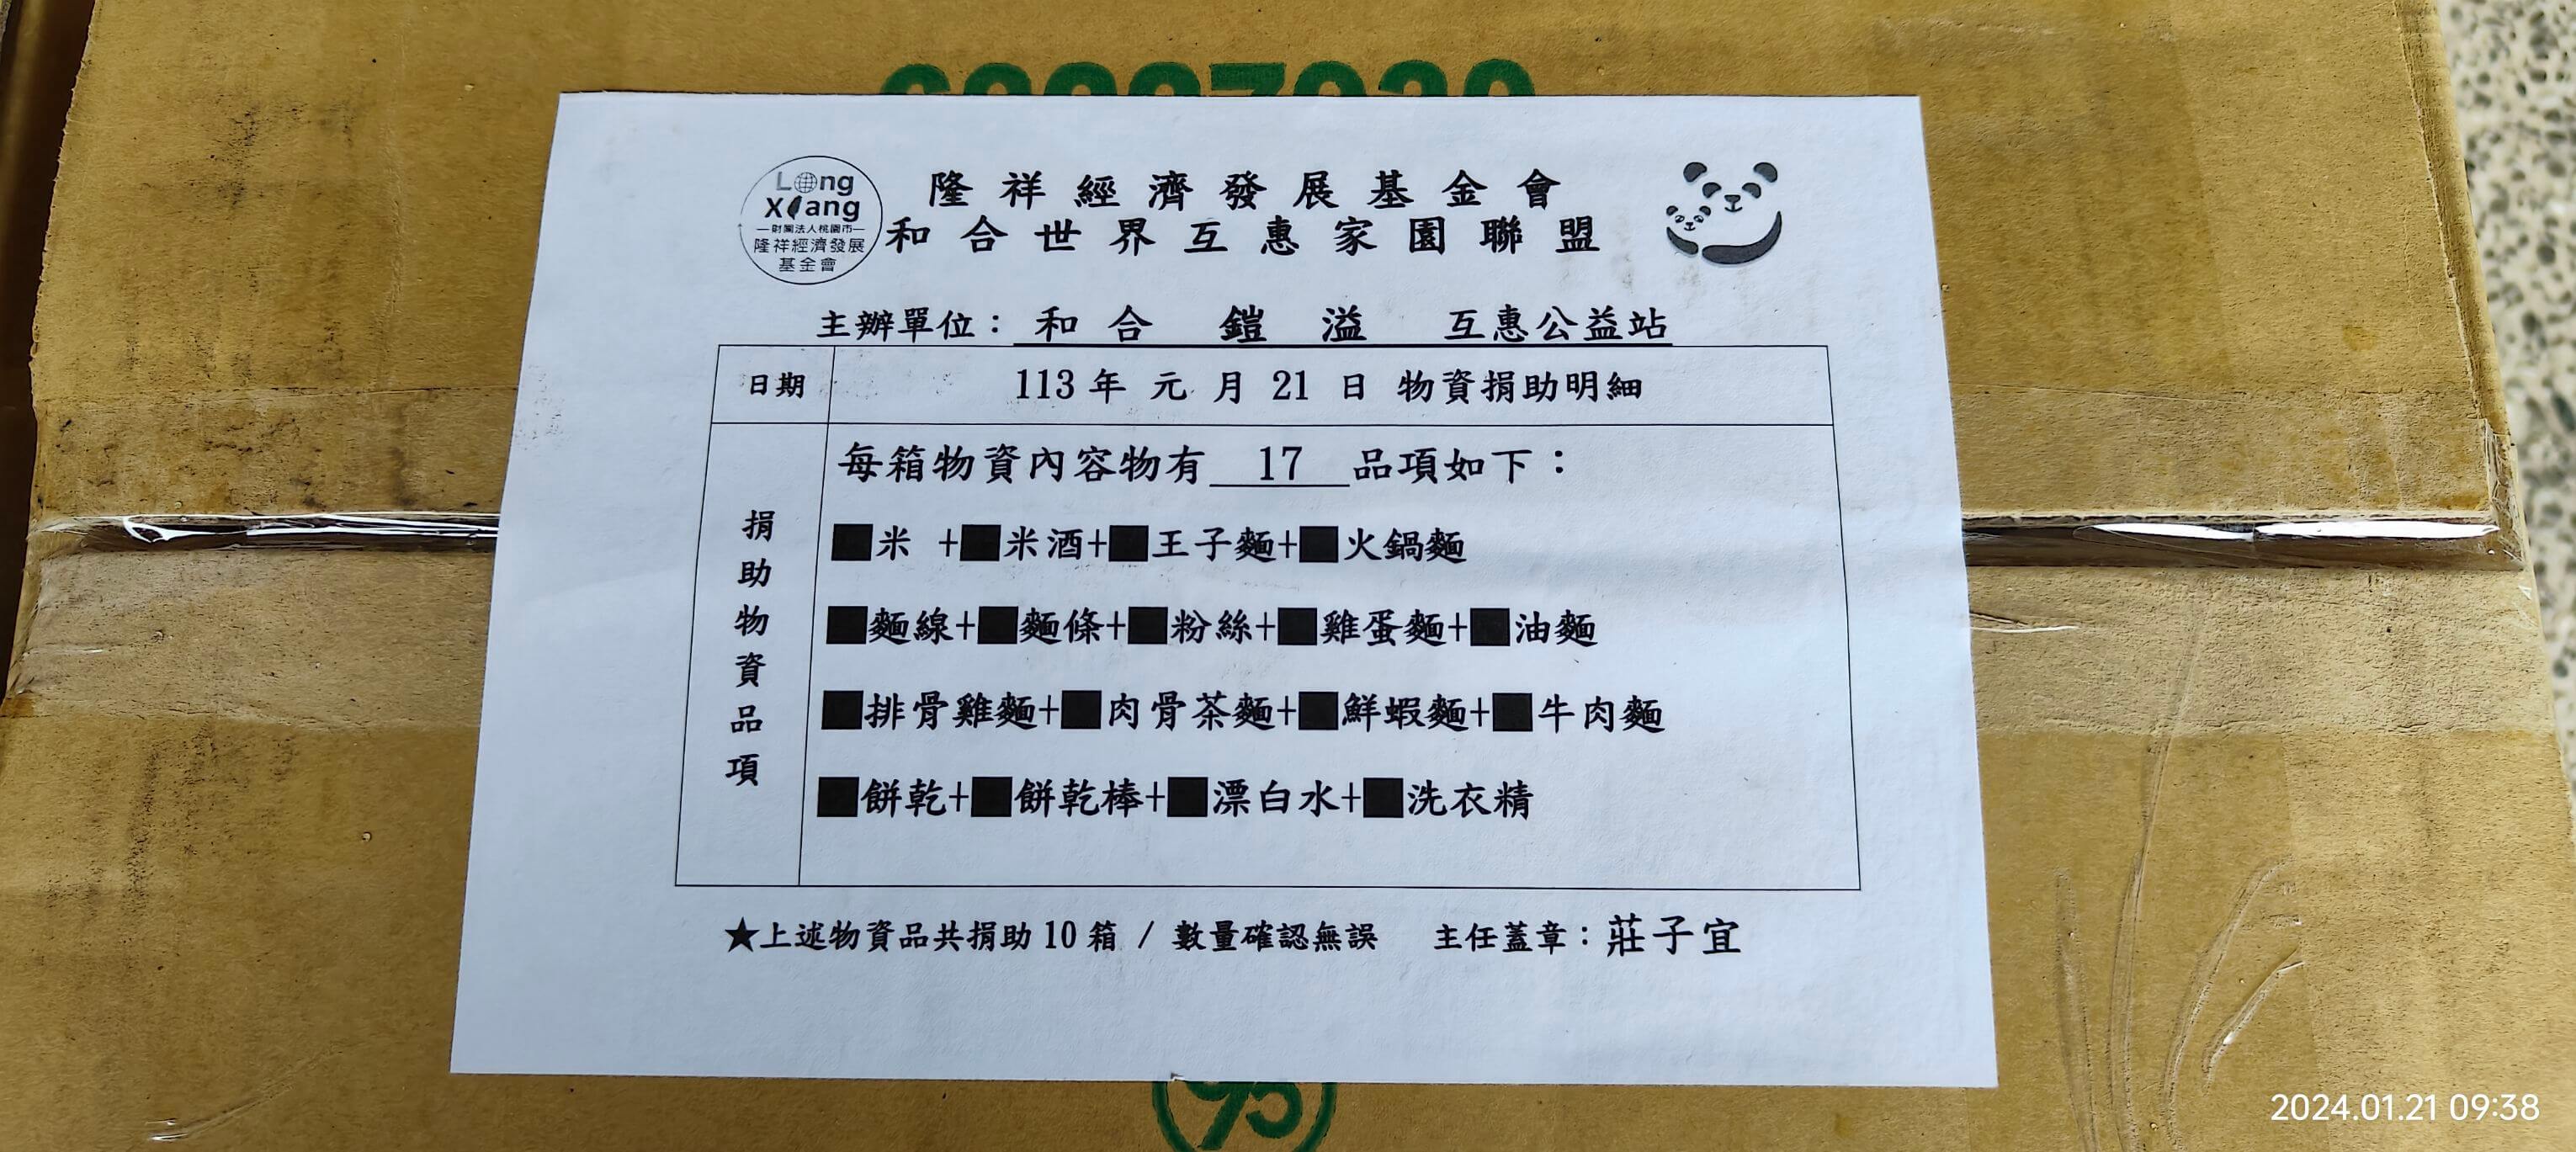 Long
Xiang
財團法人桃園市
隆祥經濟發展
基金會
隆祥經濟發展基金會
和合世界互惠家園聯盟
主辦單位：和合 鎧溢 互惠公益站
日期
113年 元月 21 日 物資捐助明細
捐助物資品項
每箱物資內容物有 17 品項如下：
■米 +■米酒+■王子麵+■火鍋麵
■麵線+■麵條+■粉絲+■雞蛋麵+■油麵
■排骨雞麵+■肉骨茶麵+■鮮蝦麵+■牛肉麵
■餅乾+■餅乾棒+■漂白水+■洗衣精
★上述物資品共捐助 10 箱 / 數量確認無誤 主任蓋章：莊子宜
2024.01.21 09:38